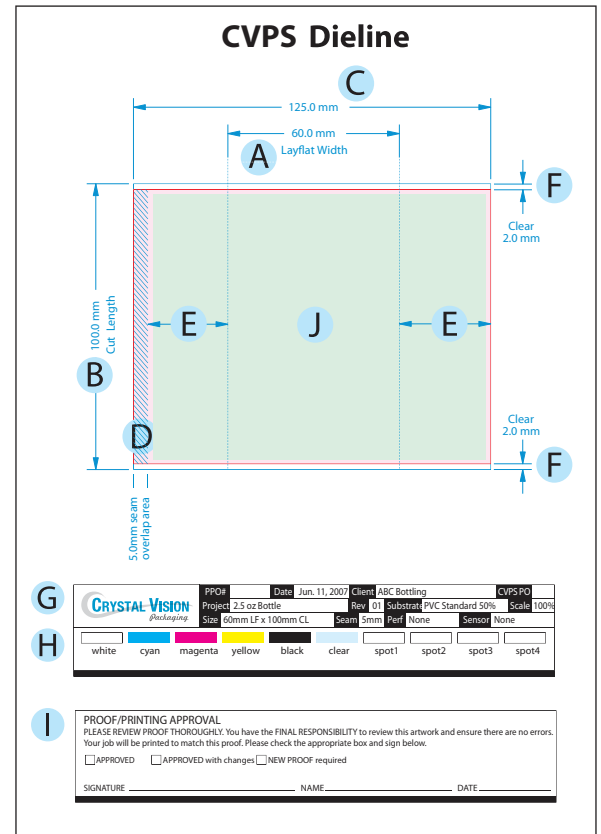 CVPS Dieline
C
125.0 mm
60.0 mm
A
Layflat Width
F
Clear
2.0 mm
100.0 mm
Cut Length
B
E
J
E
D
Clear
2.0 mm
F
5.0mm seam
overlap area
G
CRYSTAL VISION
Packaging
PPO# Date Jun. 11, 2007 Client ABC Bottling CVPS PO
Project 2.5 oz Bottle Rev 01 Substrate PVC Standard 50% Scale 100%
Size 60mm LF x 100mm CL Seam 5mm Perf None Sensor None
H
white cyan magenta yellow black clear spot1 spot2 spot3 spot4
I
PROOF/PRINTING APPROVAL
PLEASE REVIEW PROOF THOROUGHLY. You have the FINAL RESPONSIBILITY to review this artwork and ensure there are no errors.
Your job will be printed to match this proof. Please check the appropriate box and sign below.
APPROVED APPROVED with changes NEW PROOF required
SIGNATURE NAME DATE